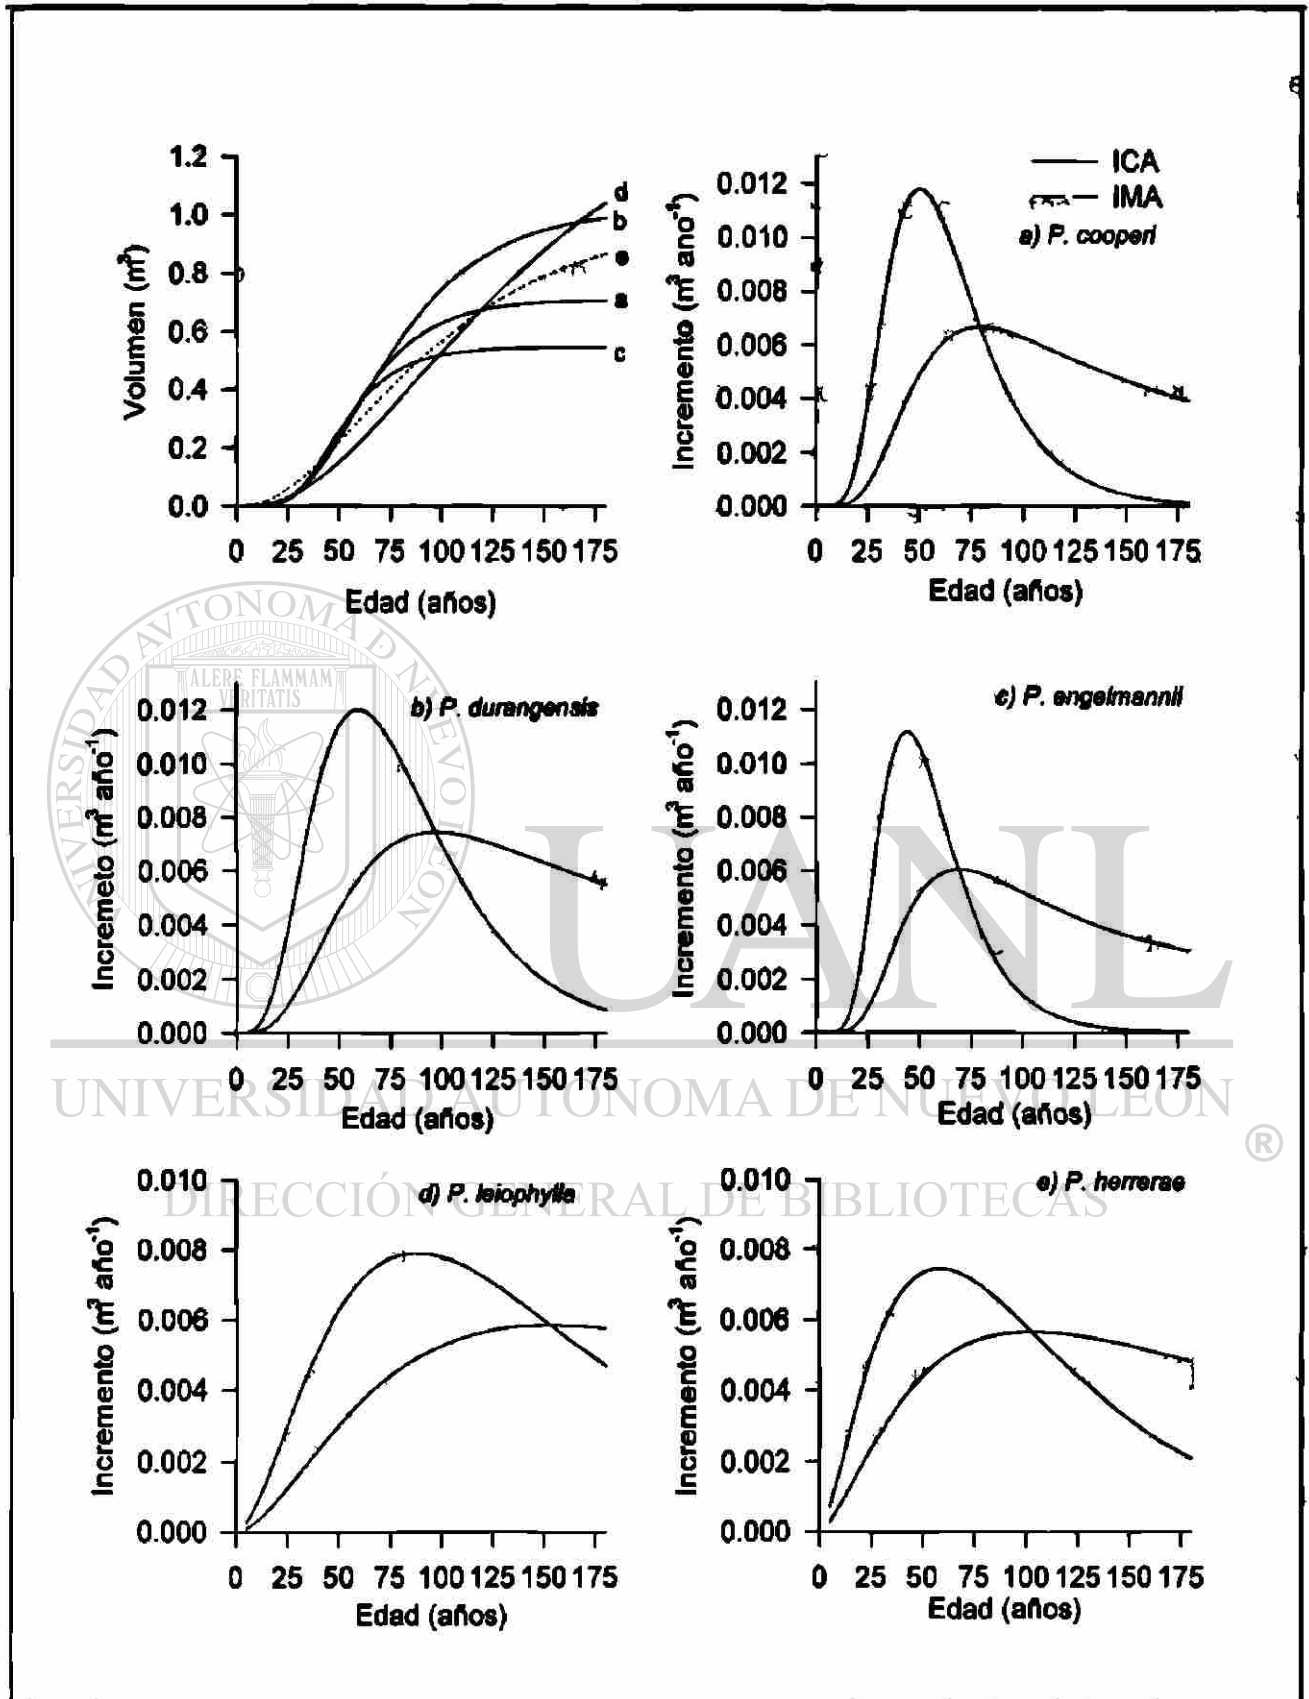 1.2
1.0
0.8
0.6
0.4
0.2
0.0
Volumen (m³)
d
b
e
a
c
0 25 50 75 100 125 150 175
Edad (años)
0.012
0.010
0.008
0.006
0.004
0.002
0.000
Incremento (m³ ano⁻¹)
ICA
IMA
a) P. cooperi
0 25 50 75 100 125 150 175
Edad (años)
0.012
0.010
0.008
0.006
0.004
0.002
0.000
Incremeto (m³ año⁻¹)
b) P. durangensis
0 25 50 75 100 125 150 175
Edad (años)
0.012
0.010
0.008
0.006
0.004
0.002
0.000
Incremento (m³ año⁻¹)
c) P. engelmannii
0 25 50 75 100 125 150 175
Edad (años)
0.010
0.008
0.006
0.004
0.002
0.000
Incremento (m³ año⁻¹)
d) P. leiophylla
0 25 50 75 100 125 150 175
Edad (años)
0.010
0.008
0.006
0.004
0.002
0.000
Incremento (m³ año⁻¹)
e) P. herrerae
0 25 50 75 100 125 150 175
Edad (años)
UNIVERSIDAD AVTONOMA DE NUEVO LEON
ALERE FLAMMAM
VERITATIS
UANL
UNIVERSIDAD AUTÓNOMA DE NUEVO LEÓN
®
DIRECCIÓN GENERAL DE BIBLIOTECAS